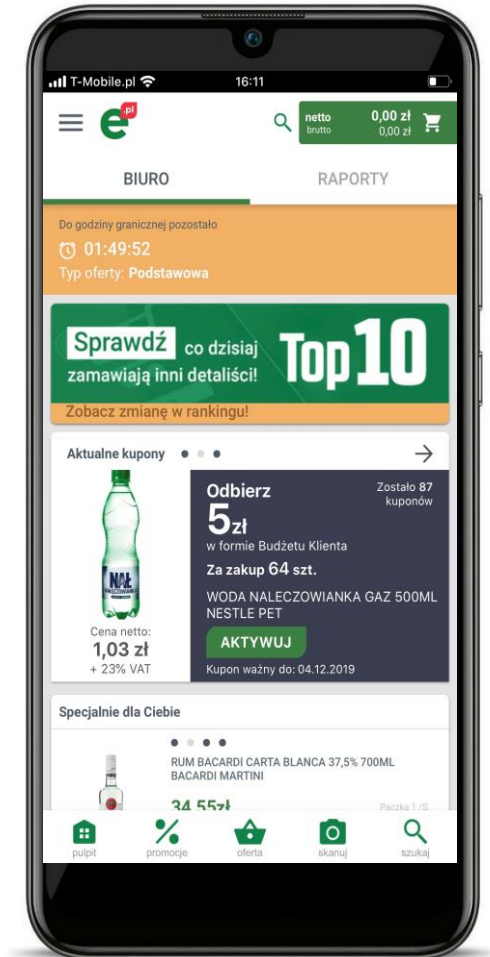 T-Mobile.pl 16:11
e .pl
netto 0,00 zł
brutto 0,00 zł
BIURO RAPORTY
Do godziny granicznej pozostało
01:49:52
Typ oferty: Podstawowa
Sprawdź co dzisiaj
zamawiają inni detaliści!
Top10
Zobacz zmianę w rankingu!
Aktualne kupony
NAŁ
Cena netto:
1,03 zł
+ 23% VAT
Odbierz
5zł
w formie Budżetu Klienta
Zostało 87
kuponów
Za zakup 64 szt.
WODA NALECZOWIANKA GAZ 500ML
NESTLE PET
AKTYWUJ
Kupon ważny do: 04.12.2019
Specjalnie dla Ciebie
RUM BACARDI CARTA BLANCA 37,5% 700ML
BACARDI MARTINI
34,55zł
Paczka 1 /S
pulpit promocje oferta skanuj szukaj